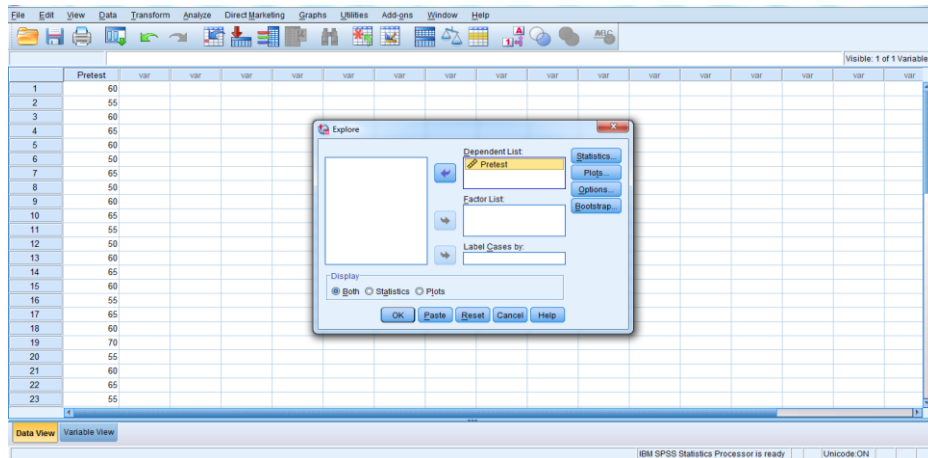 File Edit View Data Transform Analyze Direct Marketing Graphs Utilities Add-ons Window Help
Visible: 1 of 1 Variable
Pretest var var var var var var var var var var var var var var var var
1 60
2 55
3 60
4 65
5 60
6 50
7 65
8 50
9 60
10 65
11 55
12 50
13 60
14 65
15 60
16 55
17 65
18 60
19 70
20 55
21 60
22 65
23 55
Explore
Dependent List:
Pretest
Factor List:
Label Cases by:
Statistics...
Plots...
Options...
Bootstrap...
Display
Both Statistics Plots
OK Paste Reset Cancel Help
Data View Variable View
IBM SPSS Statistics Processor is ready Unicode:ON